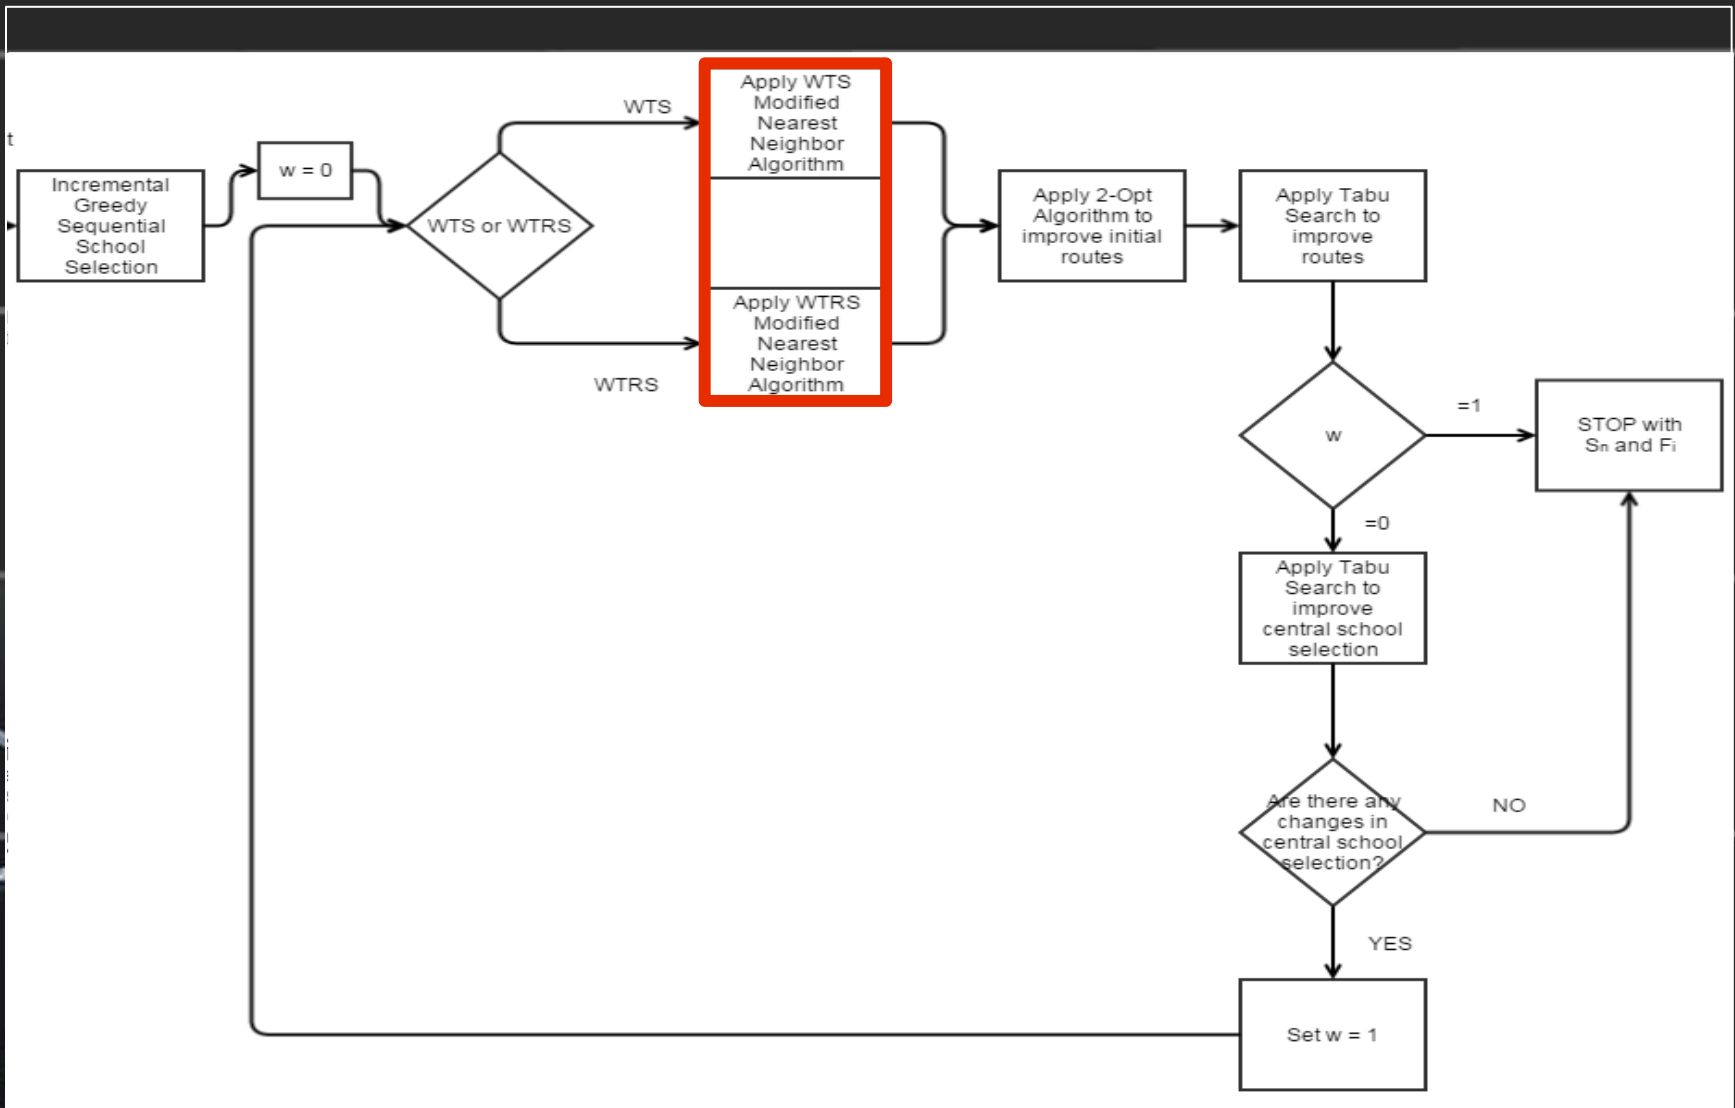 t
Incremental
Greedy
Sequential
School
Selection
w = 0
WTS or WTRS
WTS
WTRS
Apply WTS
Modified
Nearest
Neighbor
Algorithm
Apply WTRS
Modified
Nearest
Neighbor
Algorithm
Apply 2-Opt
Algorithm to
improve initial
routes
Apply Tabu
Search to
improve
routes
w
=1
STOP with
Sn and Fi
=0
Apply Tabu
Search to
improve
central school
selection
Are there any
changes in
central school
selection?
NO
YES
Set w = 1